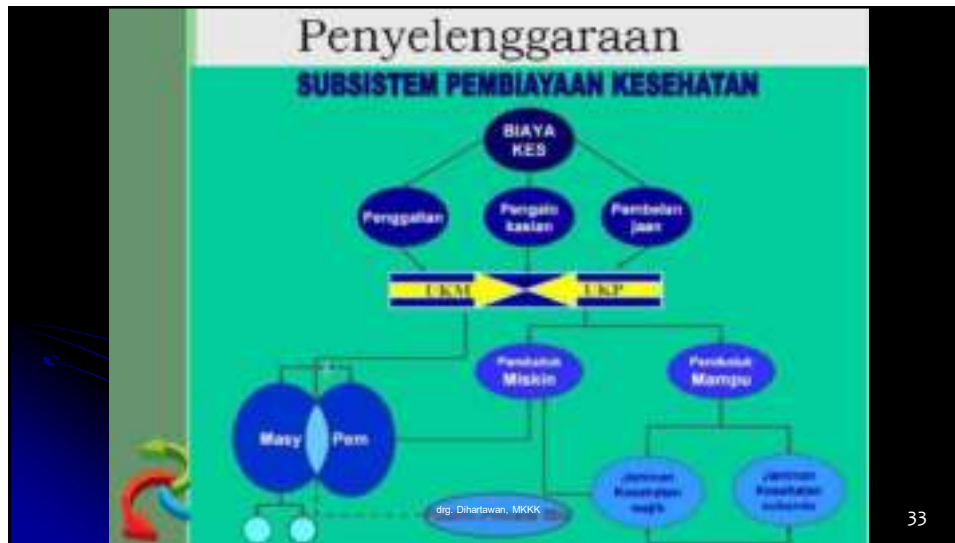 Penyelenggaraan
SUBSISTEM PEMBIAYAAN KESEHATAN
BIAYA
KES
Penggalian
Pengalo
kasian
Pembelan
jaan
UKM
UKP
Penduduk
Miskin
Penduduk
Mampu
Masy
Pem
Jaminan
Kesehatan
wajib
Jaminan
Kesehatan
sukarela
drg. Dihartawan, MKKK
33